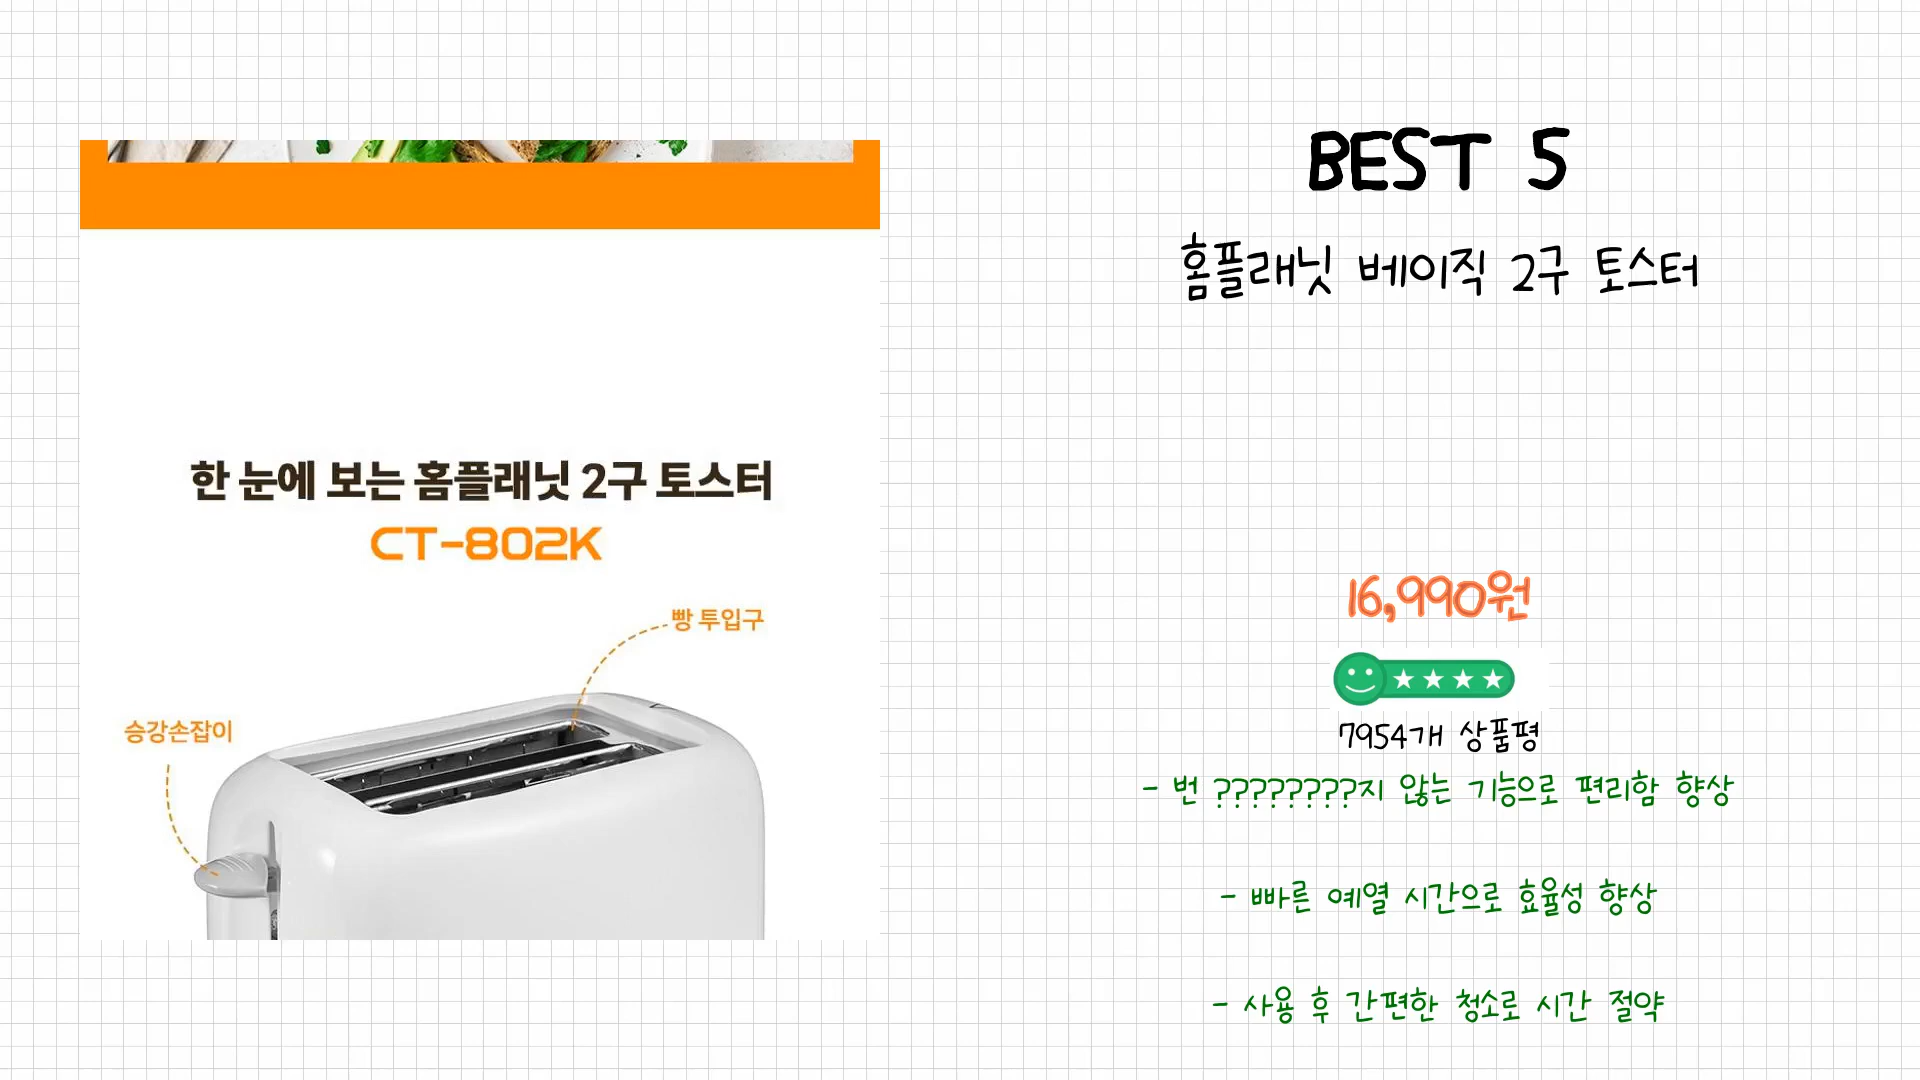 한 눈에 보는 홈플래닛 2구 토스터
CT-802K
빵 투입구
승강손잡이
BEST 5
홈플래닛 베이직 2구 토스터
16,990원
7954개 상품평
- 번 ????????지 않는 기능으로 편리함 향상
- 빠른 예열 시간으로 효율성 향상
- 사용 후 간편한 청소로 시간 절약